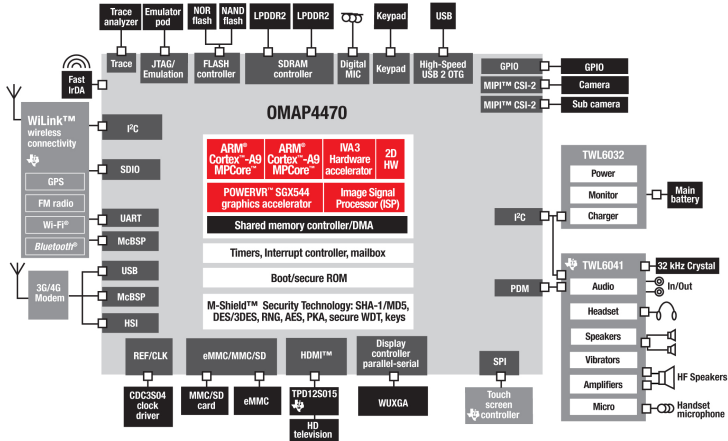 Trace
analyzer
Emulator
pod
NOR
flash
NAND
flash
LPDDR2
LPDDR2
Keypad
USB
Trace
JTAG/
Emulation
FLASH
controller
SDRAM
controller
Digital
MIC
Keypad
High-Speed
USB 2 OTG
GPIO
GPIO
MIPI™ CSI-2
Camera
MIPI™ CSI-2
Sub camera
Fast
IrDA
OMAP4470
WiLink™
wireless
connectivity
GPS
FM radio
Wi-Fi®
Bluetooth®
I²C
SDIO
UART
McBSP
3G/4G
Modem
USB
McBSP
HSI
ARM®
Cortex™-A9
MPCore™
ARM®
Cortex™-A9
MPCore™
IVA 3
Hardware
accelerator
2D
HW
POWERVR™ SGX544
graphics accelerator
Image Signal
Processor (ISP)
Shared memory controller/DMA
Timers, Interrupt controller, mailbox
Boot/secure ROM
M-Shield™ Security Technology: SHA-1/MD5,
DES/3DES, RNG, AES, PKA, secure WDT, keys
I²C
PDM
TWL6032
Power
Monitor
Charger
Main
battery
TWL6041
Audio
Headset
Speakers
Vibrators
Amplifiers
Micro
32 kHz Crystal
In/Out
HF Speakers
Handset
microphone
REF/CLK
eMMC/MMC/SD
HDMI™
Display
controller
parallel-serial
SPI
CDC3S04
clock
driver
MMC/SD
card
eMMC
TPD12S015
HD
television
WUXGA
Touch
screen
controller